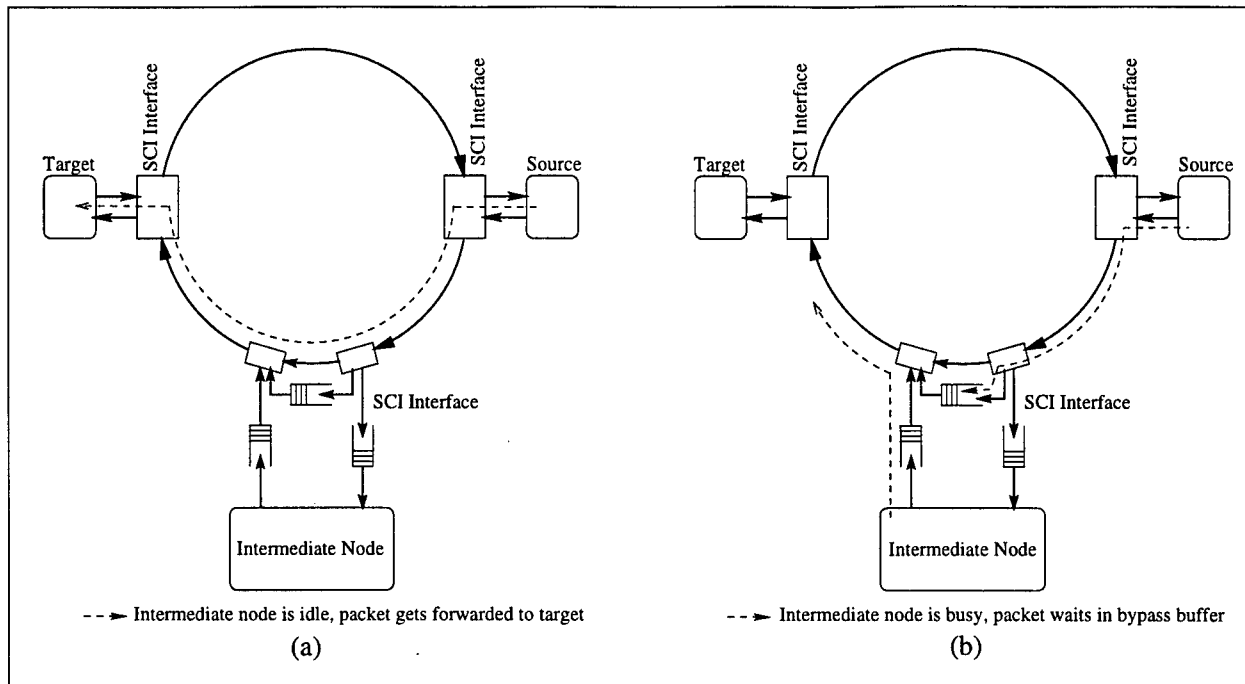 Target
SCI Interface
SCI Interface
Source
SCI Interface
Intermediate Node
Intermediate node is idle, packet gets forwarded to target
(a)
Target
SCI Interface
SCI Interface
Source
SCI Interface
Intermediate Node
Intermediate node is busy, packet waits in bypass buffer
(b)